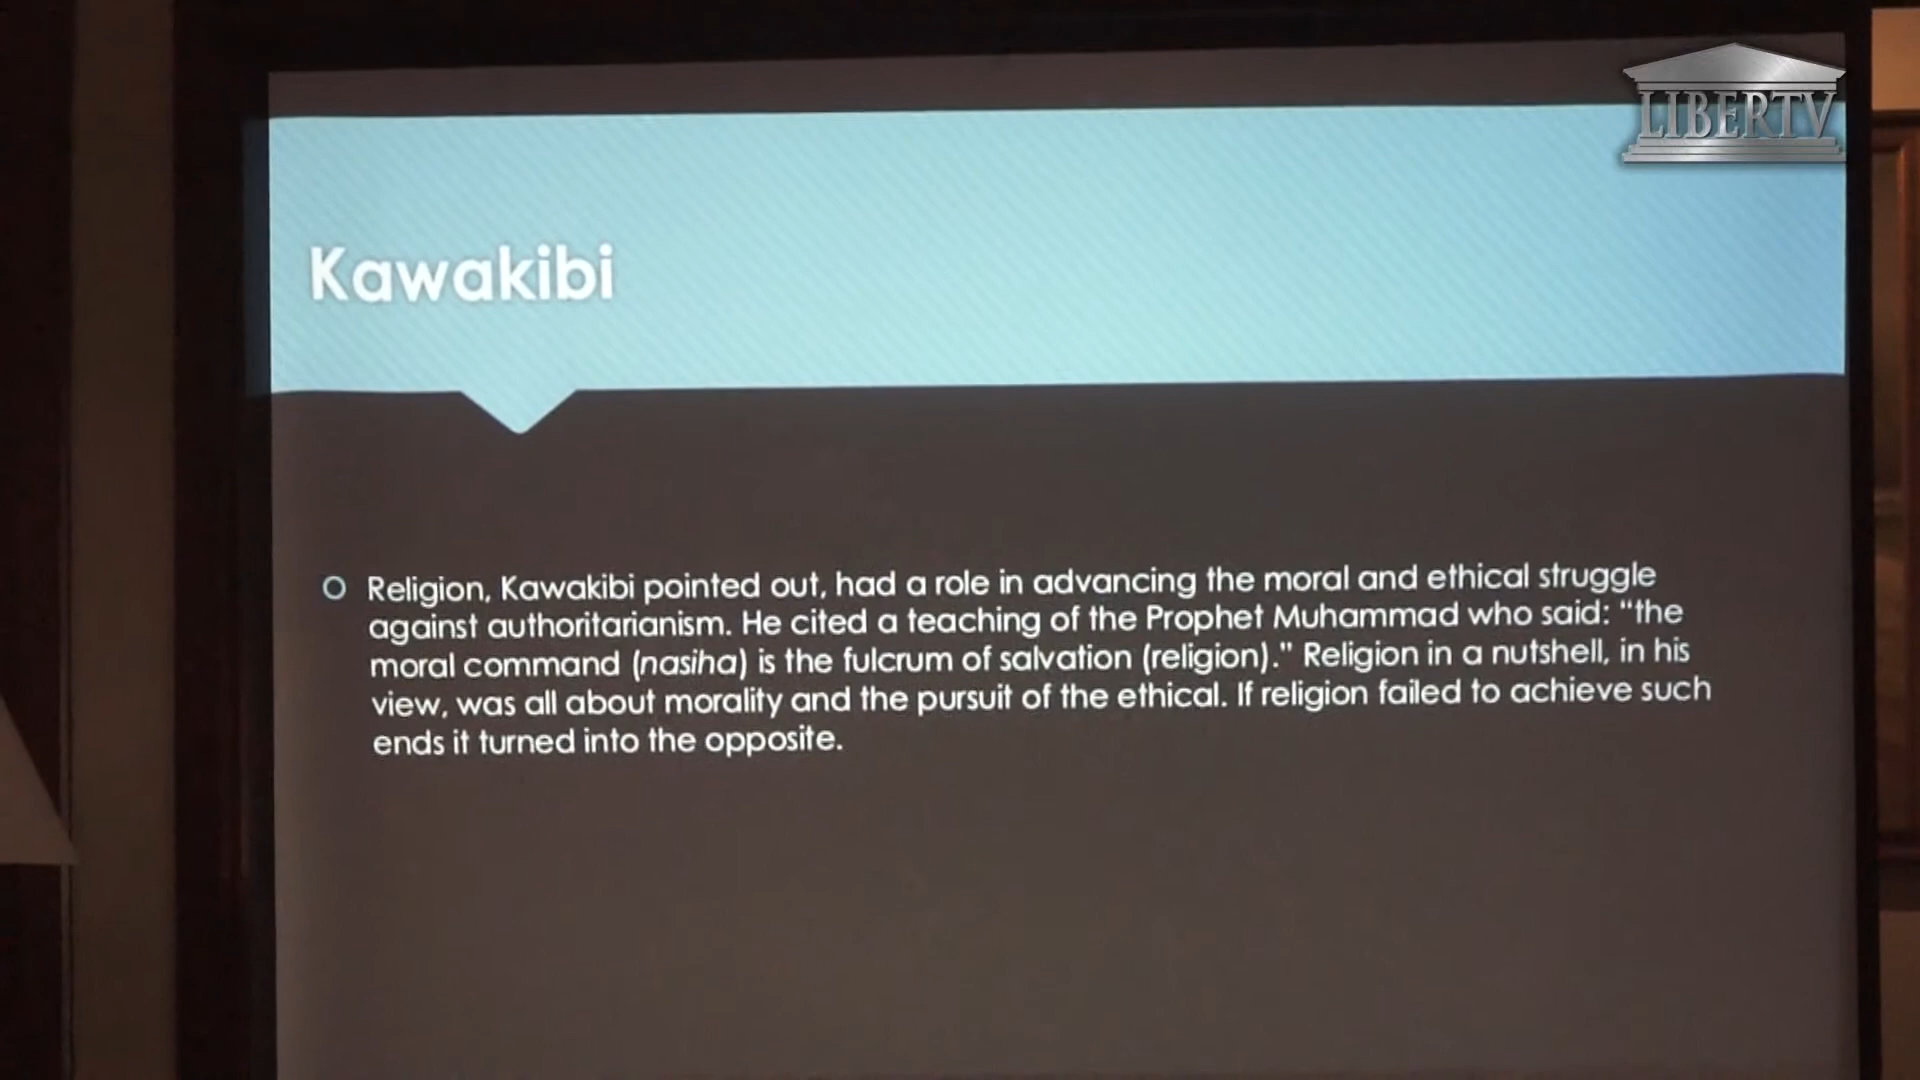 LIBERTV
Kawakibi
Religion, Kawakibi pointed out, had a role in advancing the moral and ethical struggle
against authoritarianism. He cited a teaching of the Prophet Muhammad who said: “the
moral command (nasiha) is the fulcrum of salvation (religion).” Religion in a nutshell, in his
view, was all about morality and the pursuit of the ethical. If religion failed to achieve such
ends it turned into the opposite.